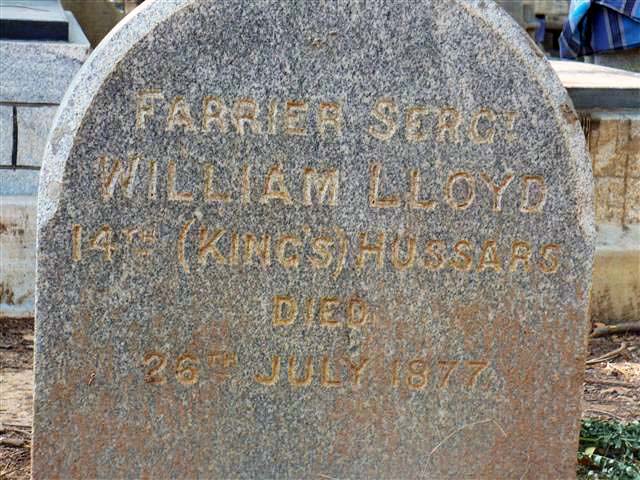 FARRIER SERGT
WILLIAM LLOYD
14TH (KING'S) HUSSARS
DIED
26TH JULY 1877